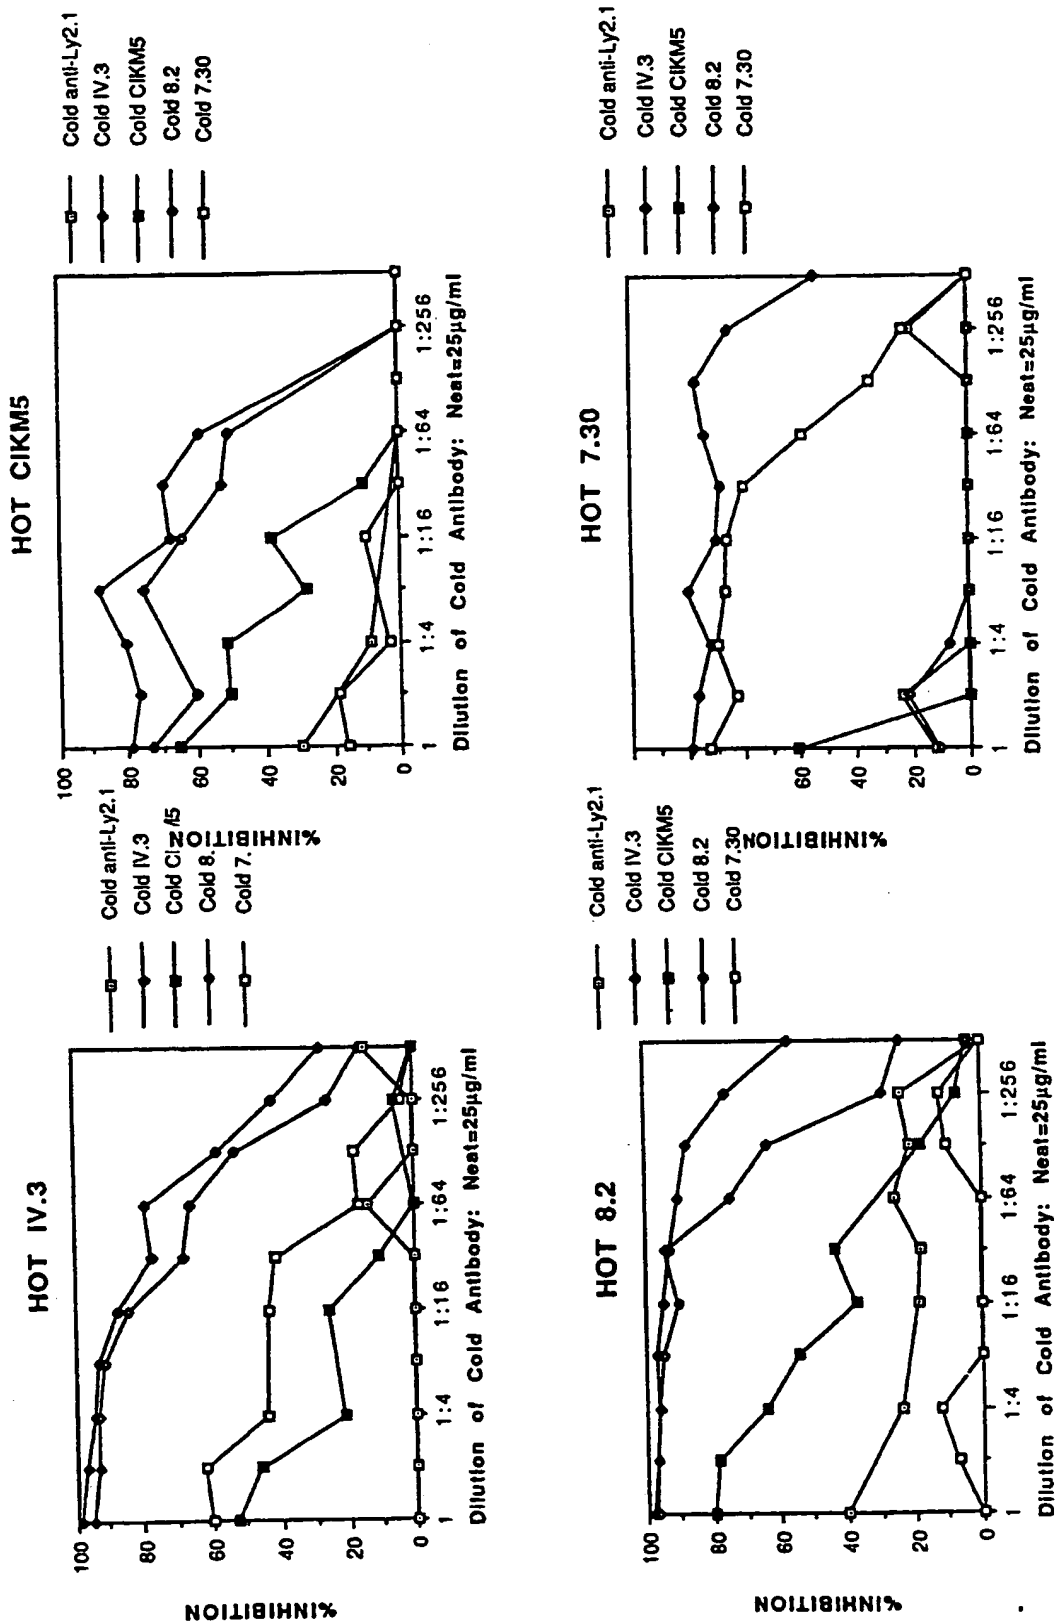 HOT IV.3
%INHIBITION
100
80
60
40
20
0
1 1:4 1:16 1:64 1:256
Dilution of Cold Antibody: Neat=25µg/ml
Cold anti-Ly2.1
Cold IV.3
Cold
Cold 8.
Cold 7.
HOT CIKM5
%INHIBITION
100
80
60
40
20
0
1 1:4 1:16 1:64 1:256
Dilution of Cold Antibody: Neat=25µg/ml
Cold anti-Ly2.1
Cold IV.3
Cold CIKM5
Cold 8.2
Cold 7.30
HOT 8.2
%INHIBITION
100
80
60
40
20
0
1 1:4 1:16 1:64 1:256
Dilution of Cold Antibody: Neat=25µg/ml
Cold anti-Ly2.1
Cold IV.3
Cold CIKM5
Cold 8.2
Cold 7.30
HOT 7.30
%INHIBITION
60
40
20
0
1 1:4 1:16 1:64 1:256
Dilution of Cold Antibody: Neat=25µg/ml
Cold anti-Ly2.1
Cold IV.3
Cold CIKM5
Cold 8.2
Cold 7.30